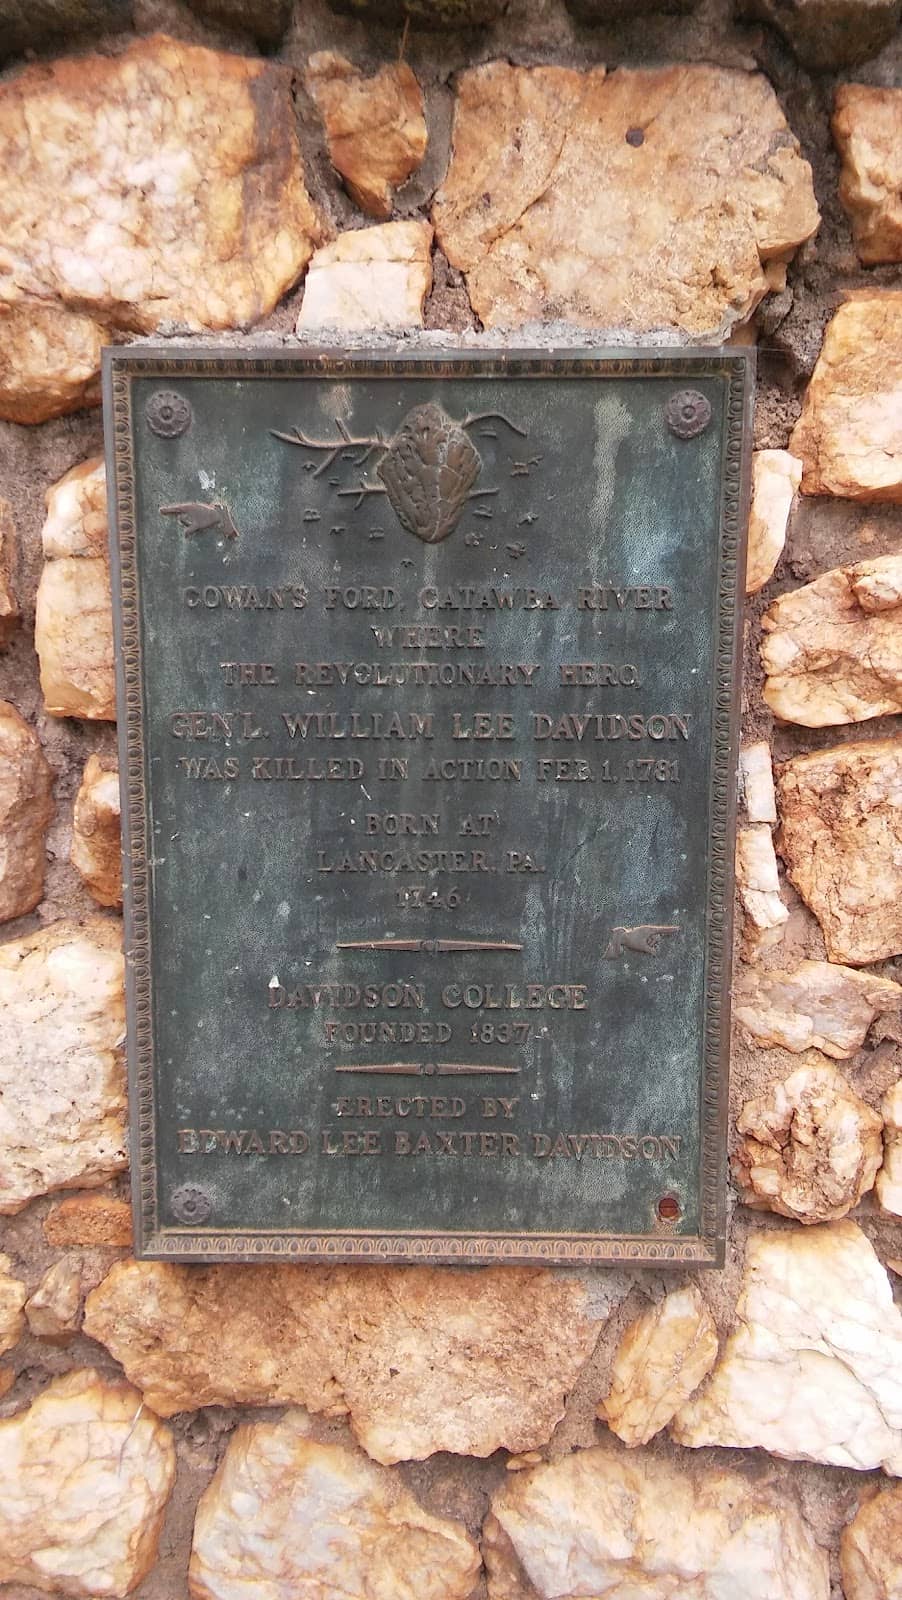 COWAN'S FORD, CATAWBA RIVER
WHERE
THE REVOLUTIONARY HERO,
GEN'L. WILLIAM LEE DAVIDSON
WAS KILLED IN ACTION FEB. 1, 1781
BORN AT
LANCASTER, PA.
1746
DAVIDSON COLLEGE
FOUNDED 1837
ERECTED BY
EDWARD LEE BAXTER DAVIDSON